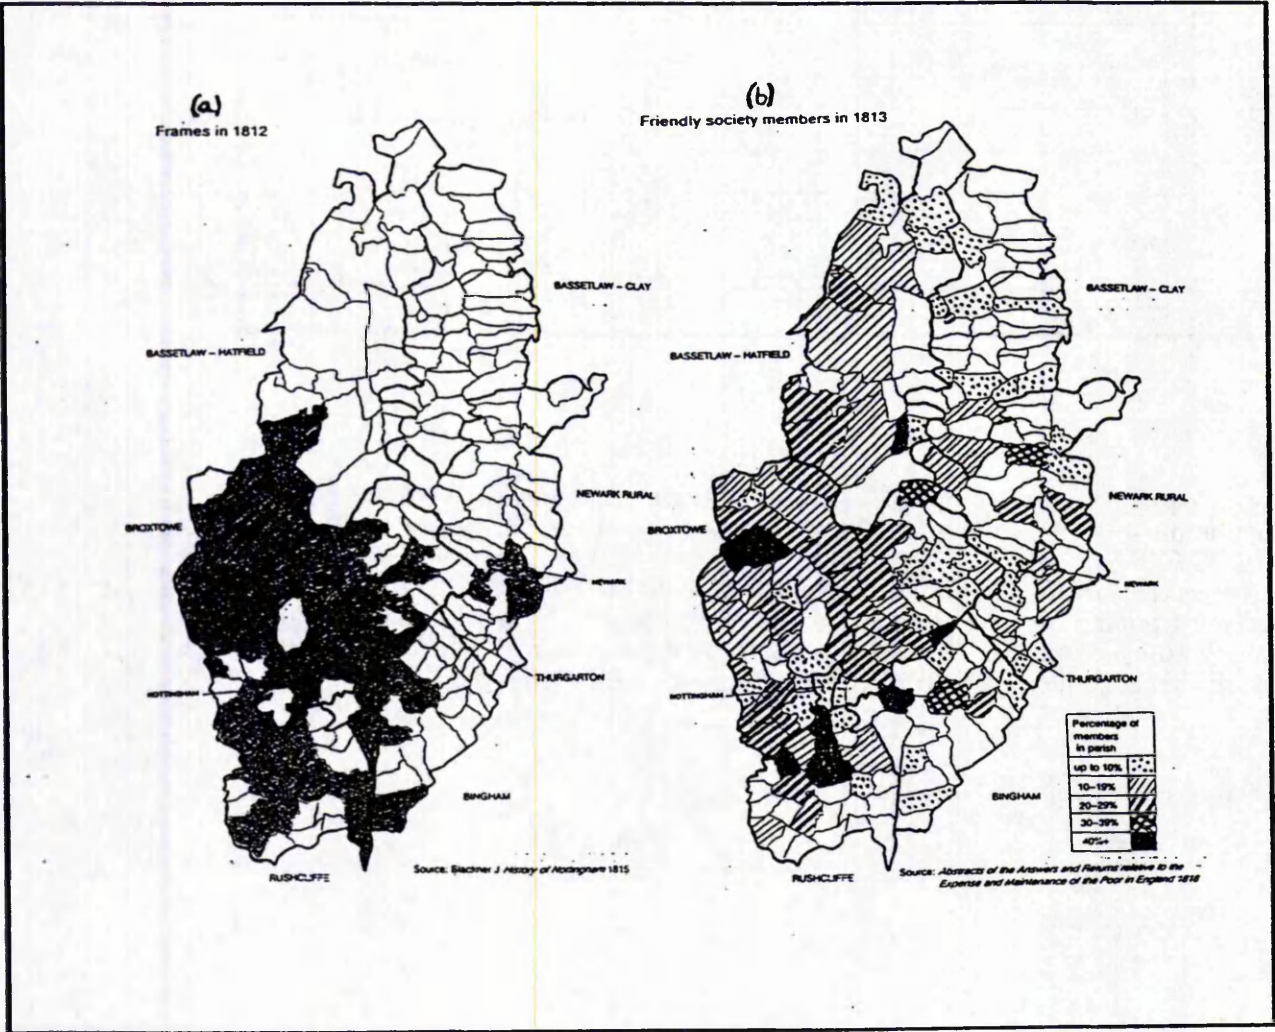 (a)
Frames in 1812
BASSETLAW – CLAY
BASSETLAW – HATFIELD
NEWARK RURAL
BROXTOWE
NEWARK
THURGARTON
NOTTINGHAM
BINGHAM
RUSHCLIFFE
Source: Blackner J. History of Nottingham 1815
(b)
Friendly society members in 1813
BASSETLAW – CLAY
BASSETLAW – HATFIELD
NEWARK RURAL
BROXTOWE
NEWARK
THURGARTON
NOTTINGHAM
Percentage of
members
in parish
up to 10%
10–19%
20–29%
30–39%
40%+
BINGHAM
RUSHCLIFFE
Source: Abstracts of the Answers and Returns relative to the
Expense and Maintenance of the Poor in England 1818